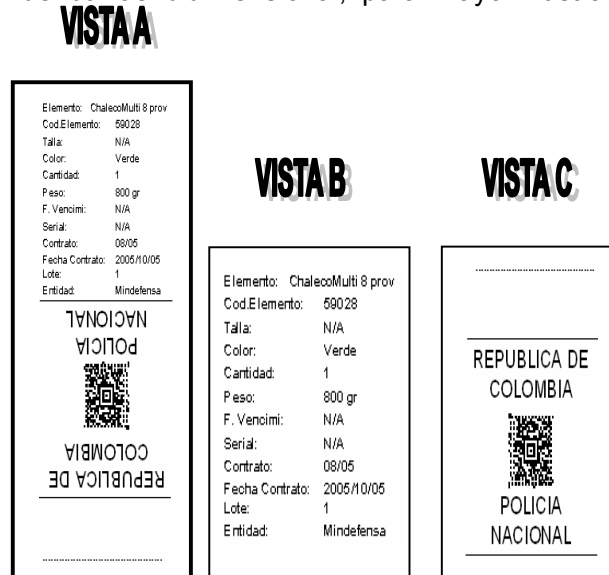 VISTA A
Elemento: ChalecoMulti 8 prov
Cod.Elemento: 59028
Talla: N/A
Color: Verde
Cantidad: 1
Peso: 800 gr
F. Vencimi: N/A
Serial: N/A
Contrato: 08/05
Fecha Contrato: 2005/10/05
Lote: 1
Entidad: Mindefensa
REPUBLICA DE
COLOMBIA
POLICIA
NACIONAL
VISTA B
Elemento: ChalecoMulti 8 prov
Cod.Elemento: 59028
Talla: N/A
Color: Verde
Cantidad: 1
Peso: 800 gr
F. Vencimi: N/A
Serial: N/A
Contrato: 08/05
Fecha Contrato: 2005/10/05
Lote: 1
Entidad: Mindefensa
VISTA C
REPUBLICA DE
COLOMBIA
POLICIA
NACIONAL